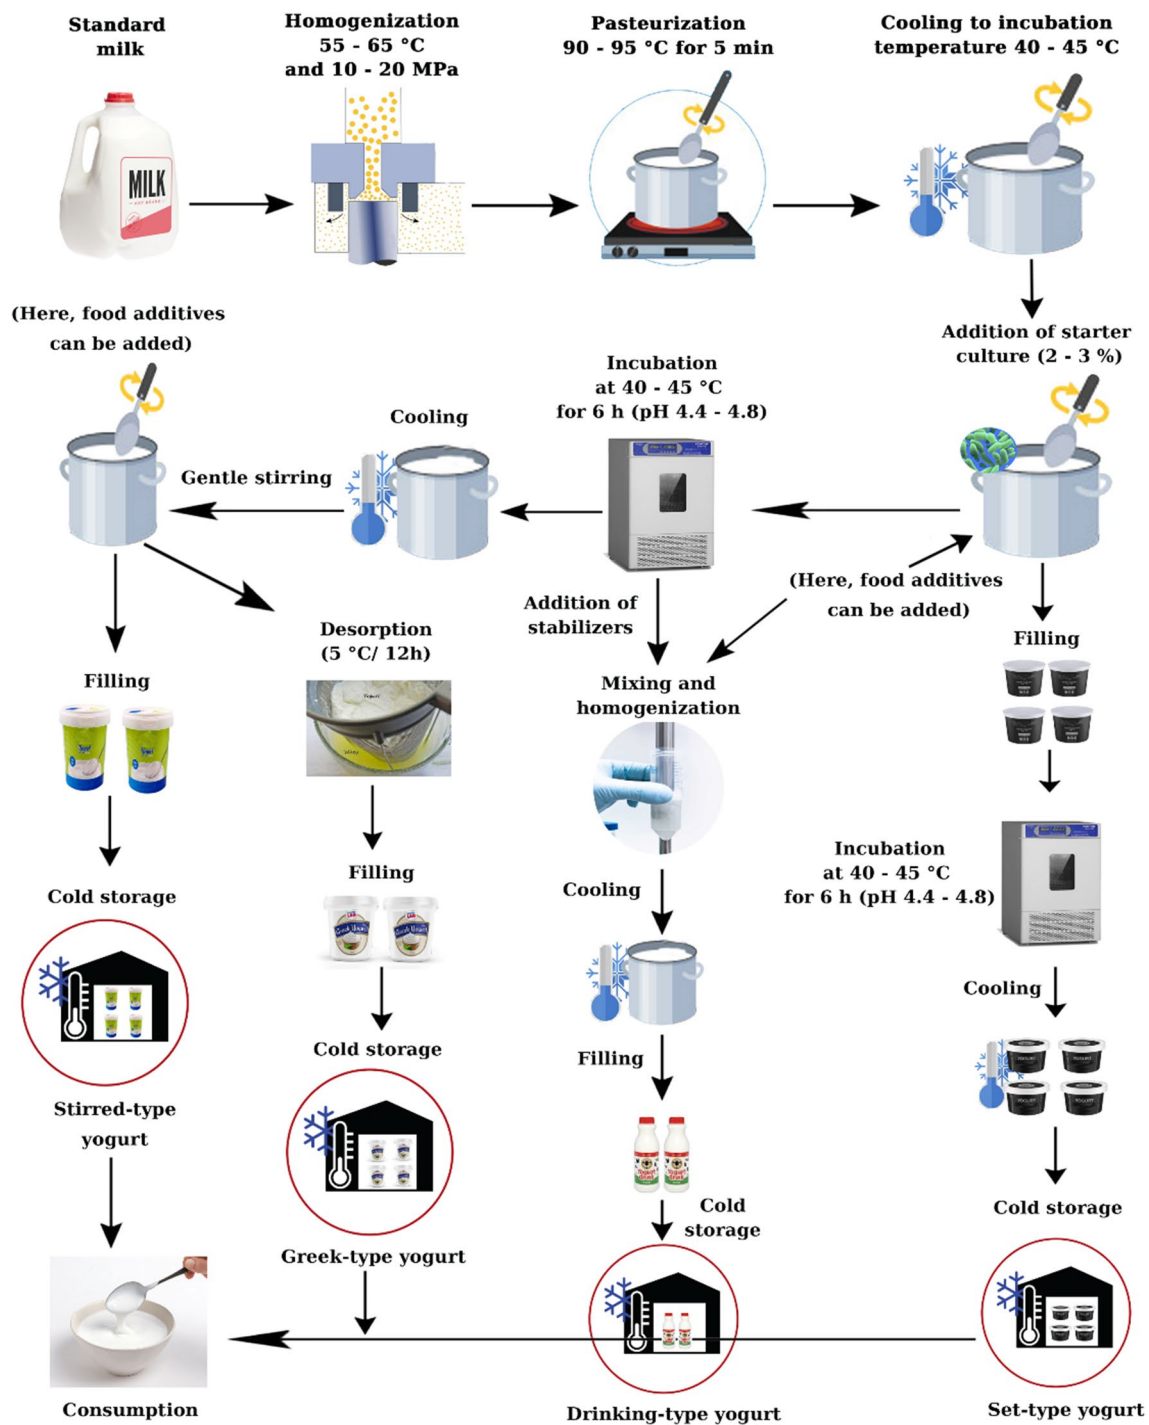 Standard
milk
Homogenization
55 - 65 °C
and 10 - 20 MPa
Pasteurization
90 - 95 °C for 5 min
Cooling to incubation
temperature 40 - 45 °C
MILK
Addition of starter
culture (2 - 3 %)
(Here, food additives
can be added)
Incubation
at 40 - 45 °C
for 6 h (pH 4.4 - 4.8)
Cooling
Gentle stirring
(Here, food additives
can be added)
Addition of
stabilizers
Desorption
(5 °C/ 12h)
Filling
Filling
Mixing and
homogenization
Filling
Cooling
Incubation
at 40 - 45 °C
for 6 h (pH 4.4 - 4.8)
Cold storage
Cooling
Cold storage
Filling
Stirred-type
yogurt
Yogurt
drink
Cold
storage
Cold storage
Greek-type yogurt
Consumption
Drinking-type yogurt
Set-type yogurt